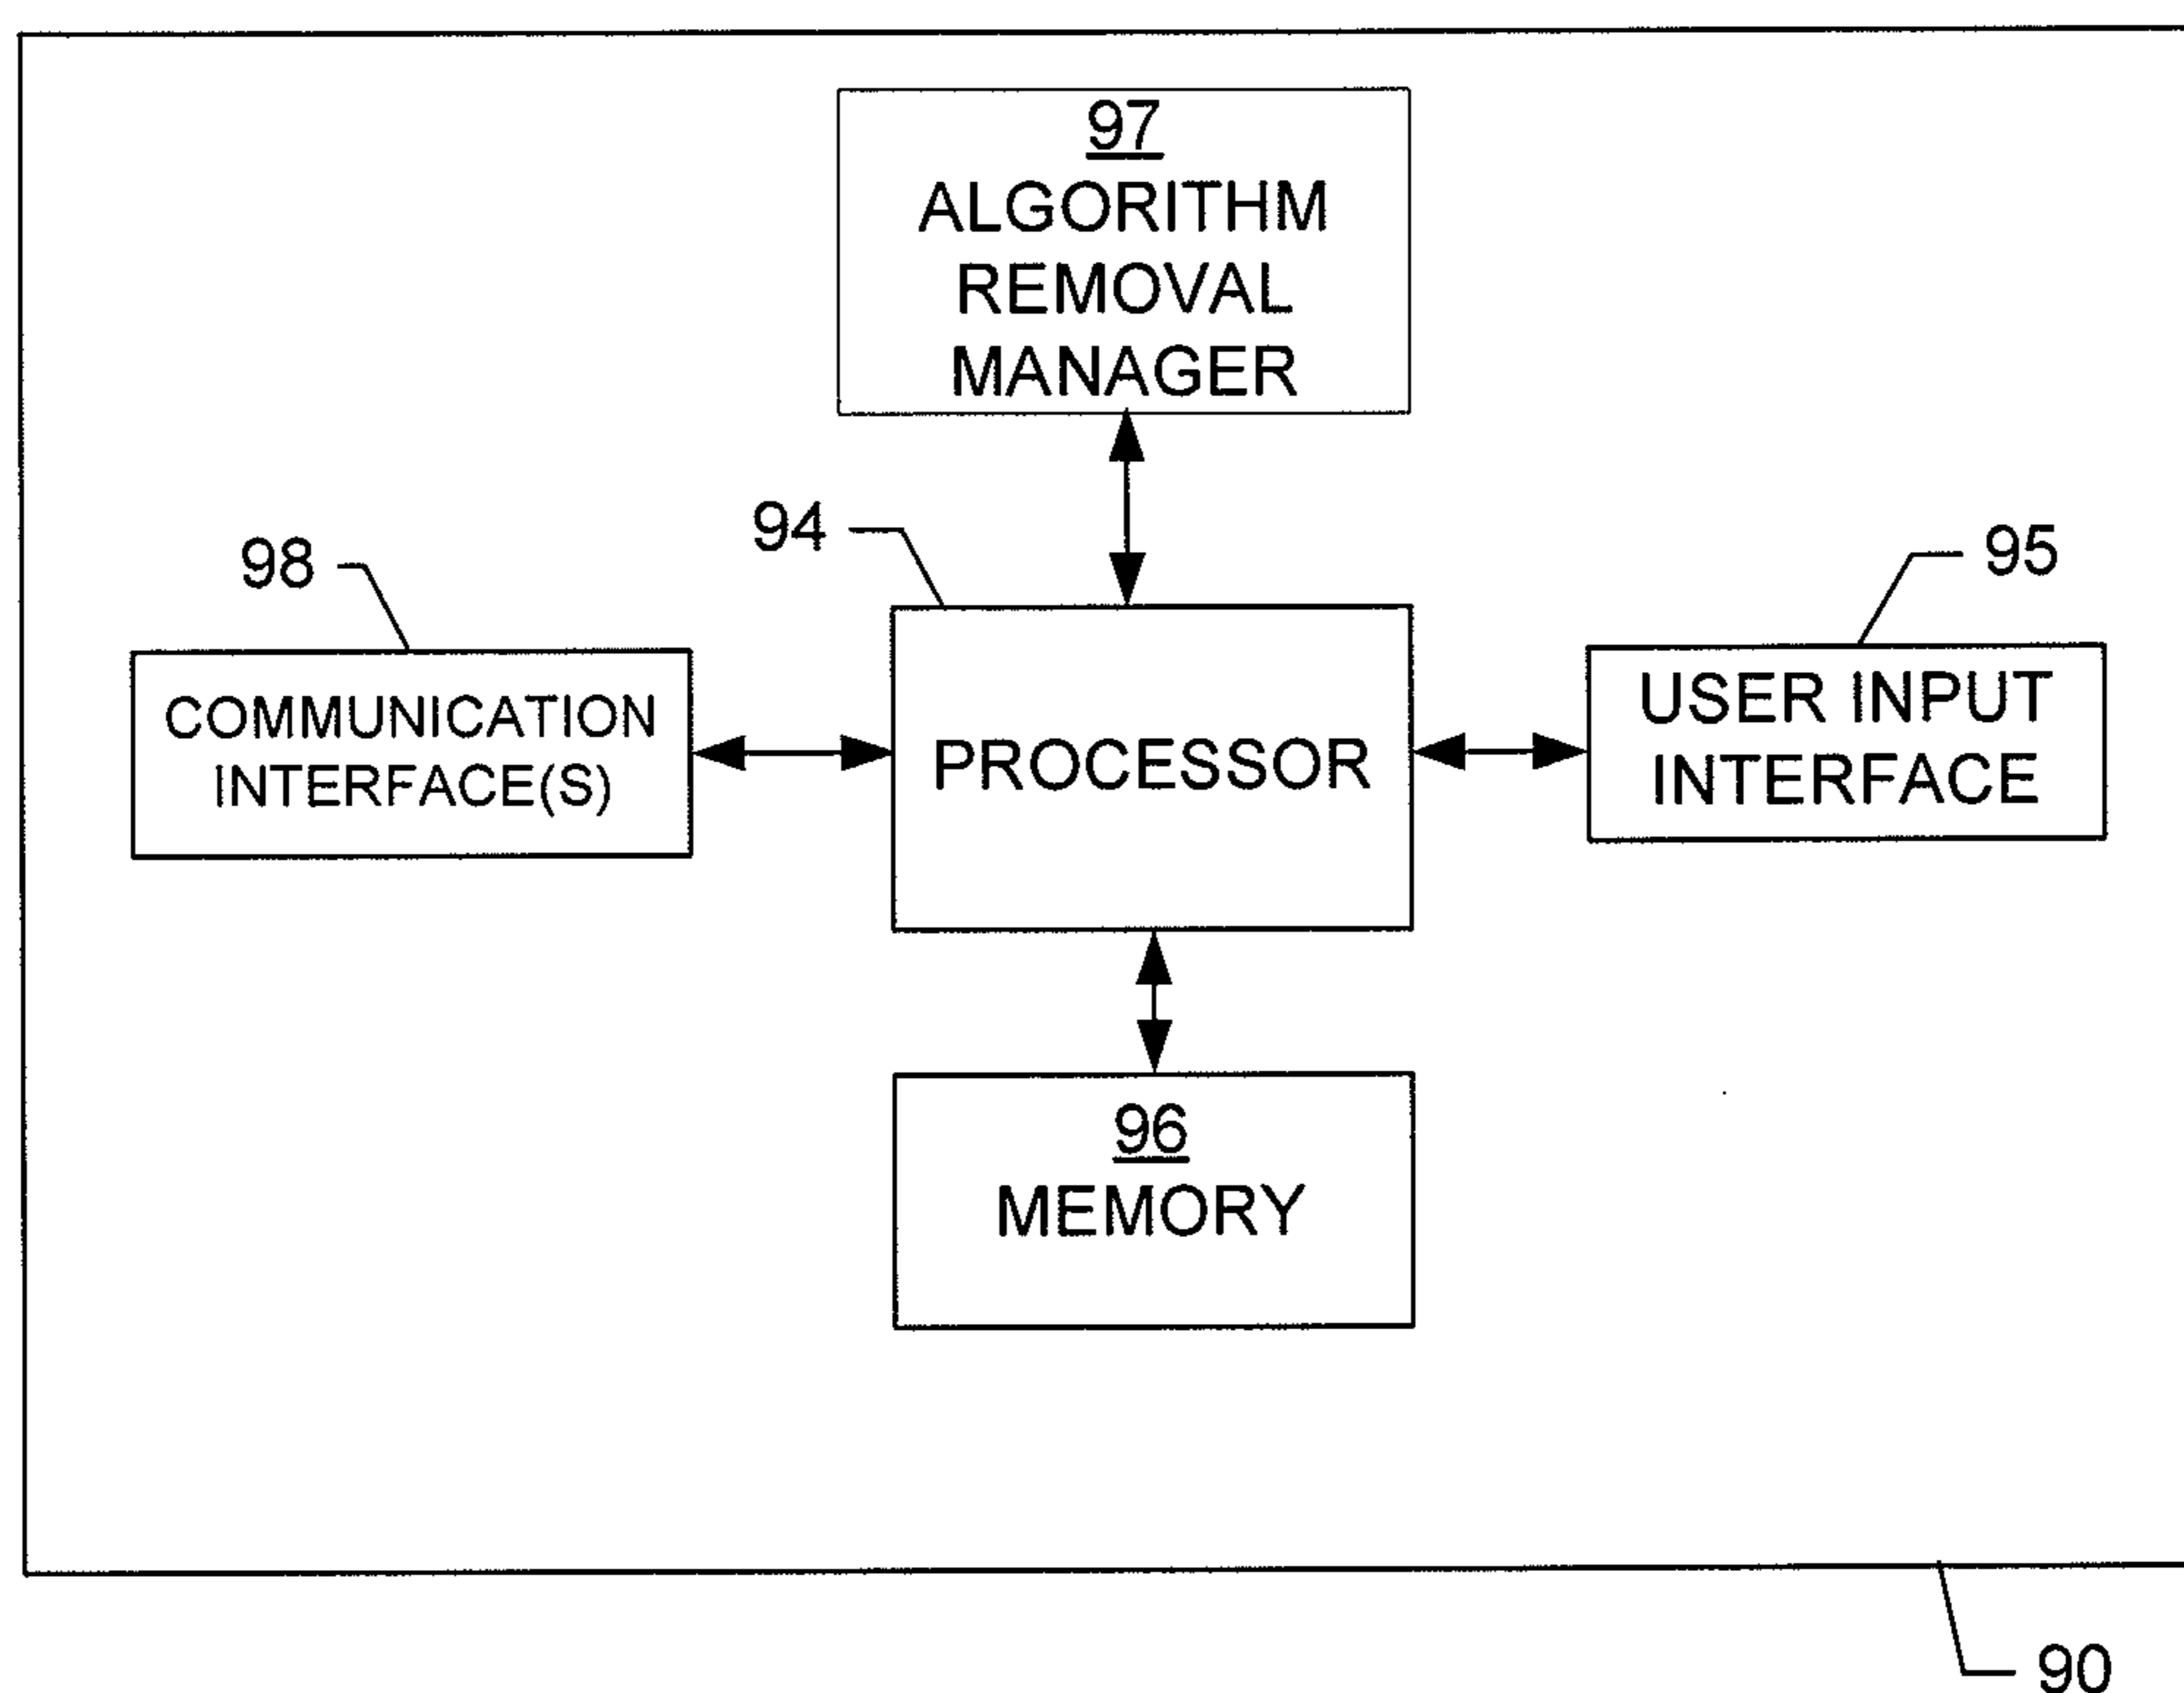 97
ALGORITHM
REMOVAL
MANAGER
94
98
95
COMMUNICATION
INTERFACE(S)
PROCESSOR
USER INPUT
INTERFACE
96
MEMORY
90